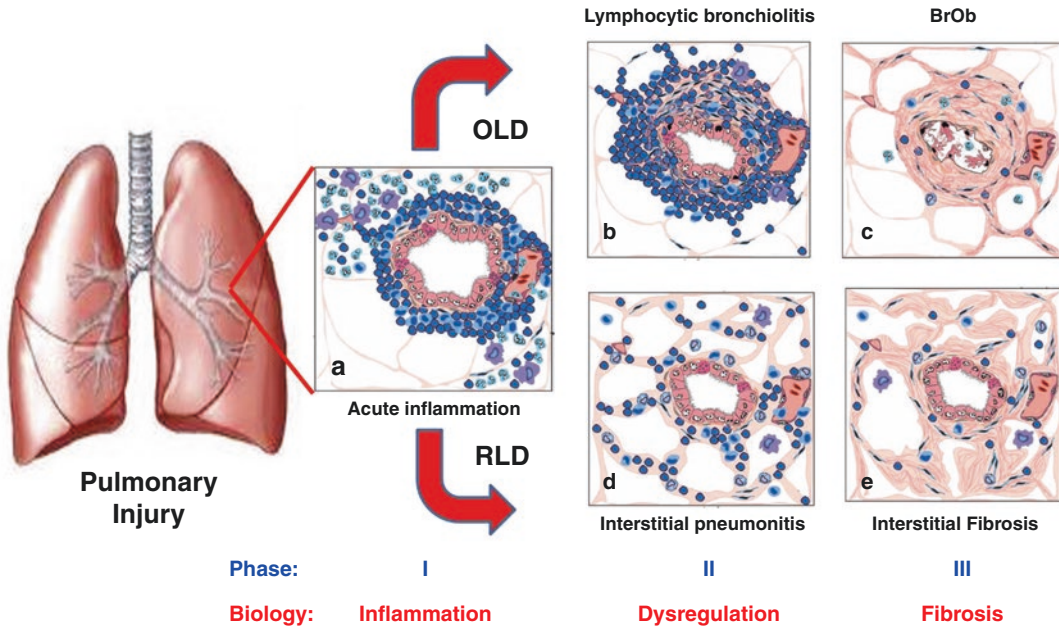 Lymphocytic bronchiolitis
BrOb
OLD
b
c
a
Acute inflammation
Pulmonary
Injury
RLD
d
e
Interstitial pneumonitis
Interstitial Fibrosis
Phase: I II III
Biology: Inflammation Dysregulation Fibrosis